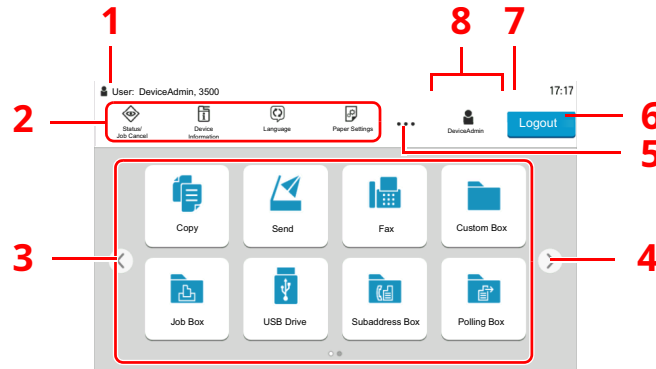 1
8
7
User: DeviceAdmin, 3500
17:17
2
Status/
Job Cancel
Device
Information
Language
Paper Settings
DeviceAdmin
Logout
6
5
Copy
Send
Fax
Custom Box
3
4
Job Box
USB Drive
Subaddress Box
Polling Box